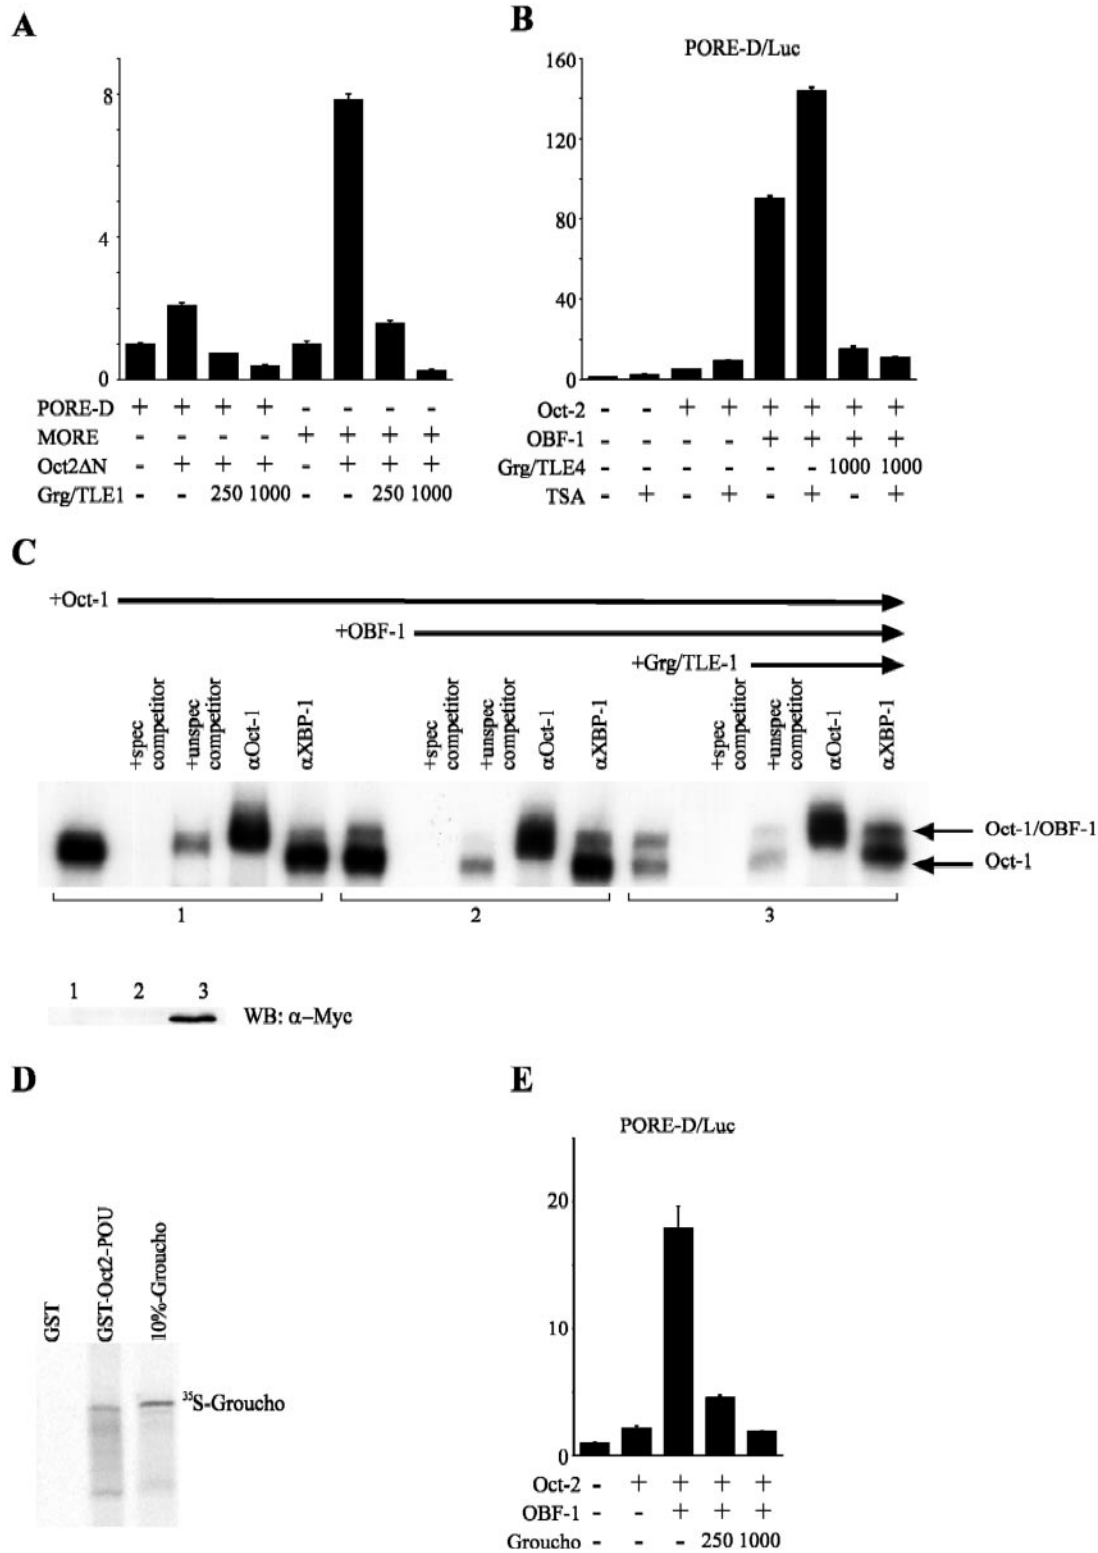 A
8
4
0
PORE-D + + + + - - - -
MORE - - - - + + + +
Oct2ΔN - + + + - + + +
Grg/TLE1 - - 250 1000 - - 250 1000
B
PORE-D/Luc
160
120
80
40
0
Oct-2 - - + + + + + +
OBF-1 - - - - + + + +
Grg/TLE4 1000 1000
TSA - + - + - + - +
C
+Oct-1
+OBF-1
+Grg/TLE-1
+spec competitor
+unspec competitor
αOct-1
αXBP-1
+spec competitor
+unspec competitor
αOct-1
αXBP-1
+spec competitor
+unspec competitor
αOct-1
αXBP-1
Oct-1/OBF-1
Oct-1
1 2 3
1 2 3
WB: α–Myc
D
GST
GST-Oct2-POU
10%-Groucho
³⁵S-Groucho
E
PORE-D/Luc
20
10
0
Oct-2 - + + + +
OBF-1 - - + + +
Groucho - - - 250 1000